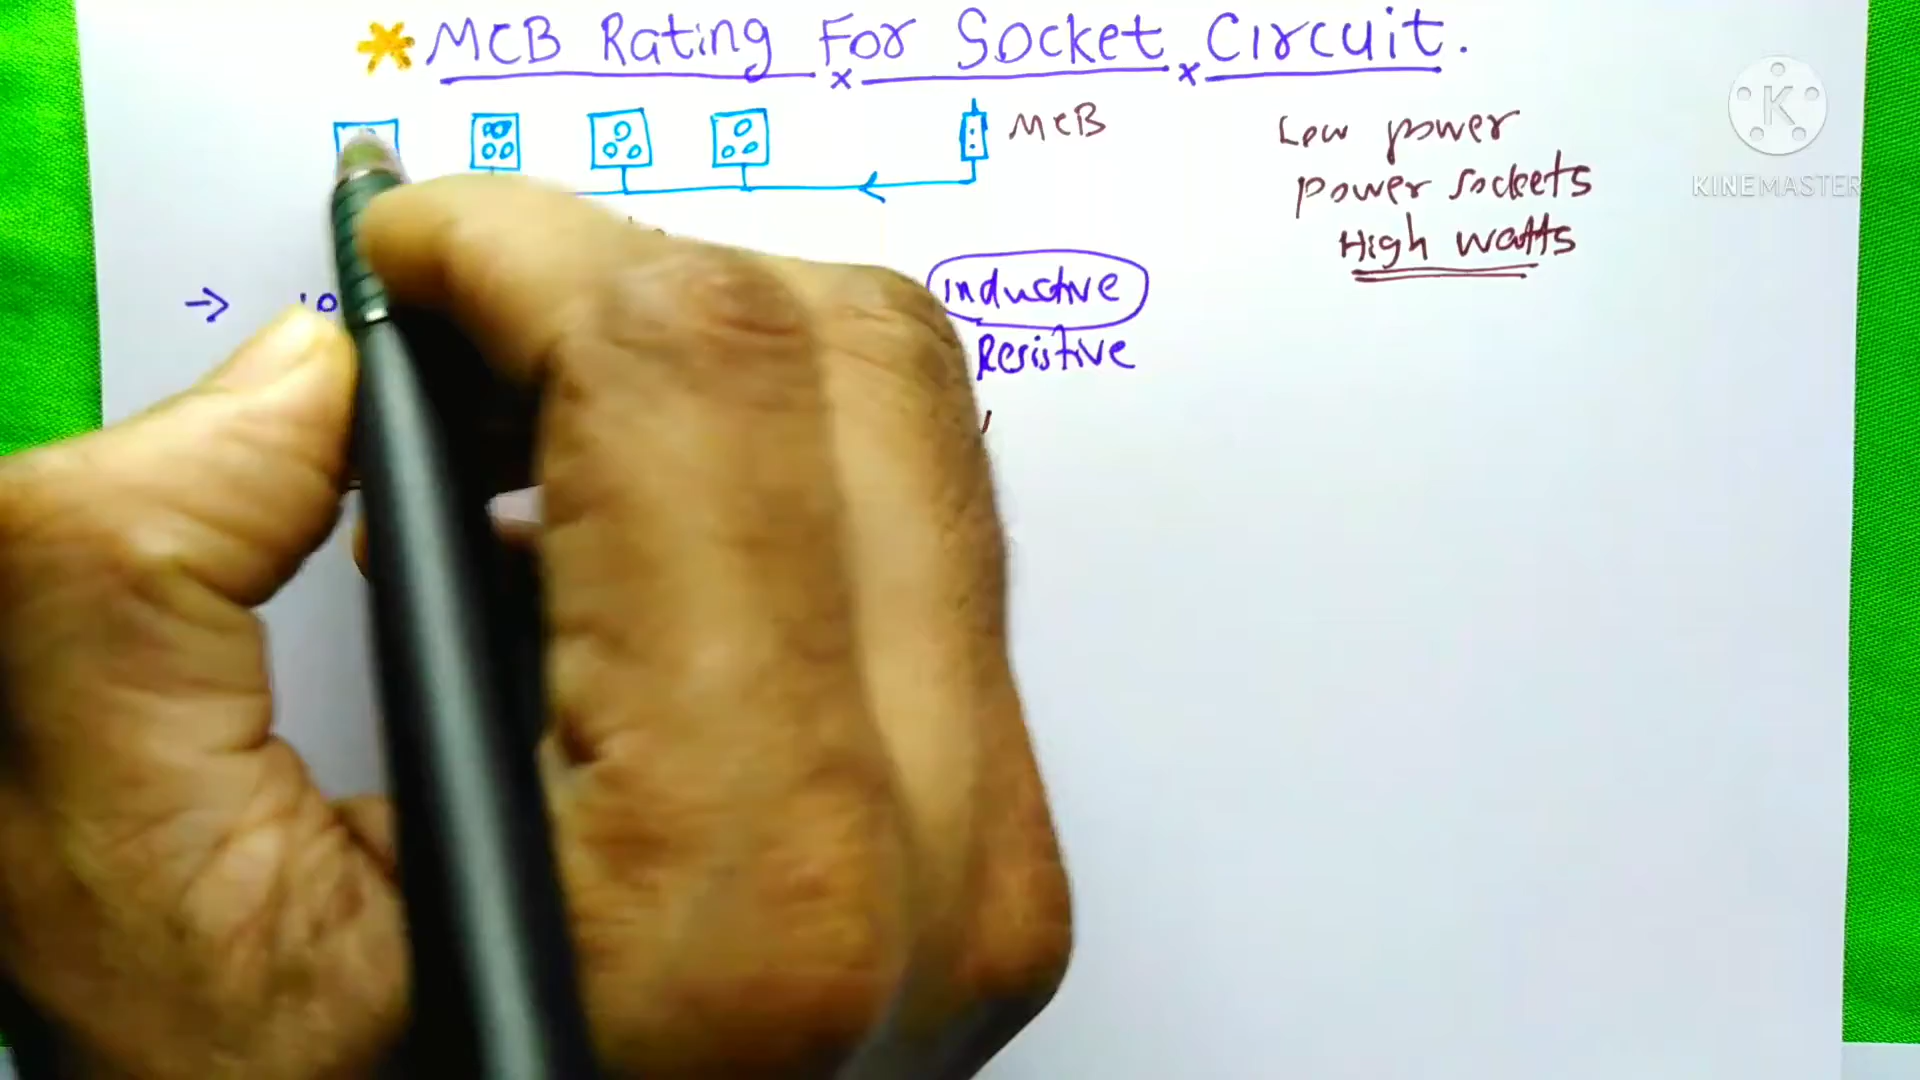 MCB Rating For Socket Circuit.
MCB
Low power
power sockets
High watts
K
KINEMASTER
Inductive
Resistive